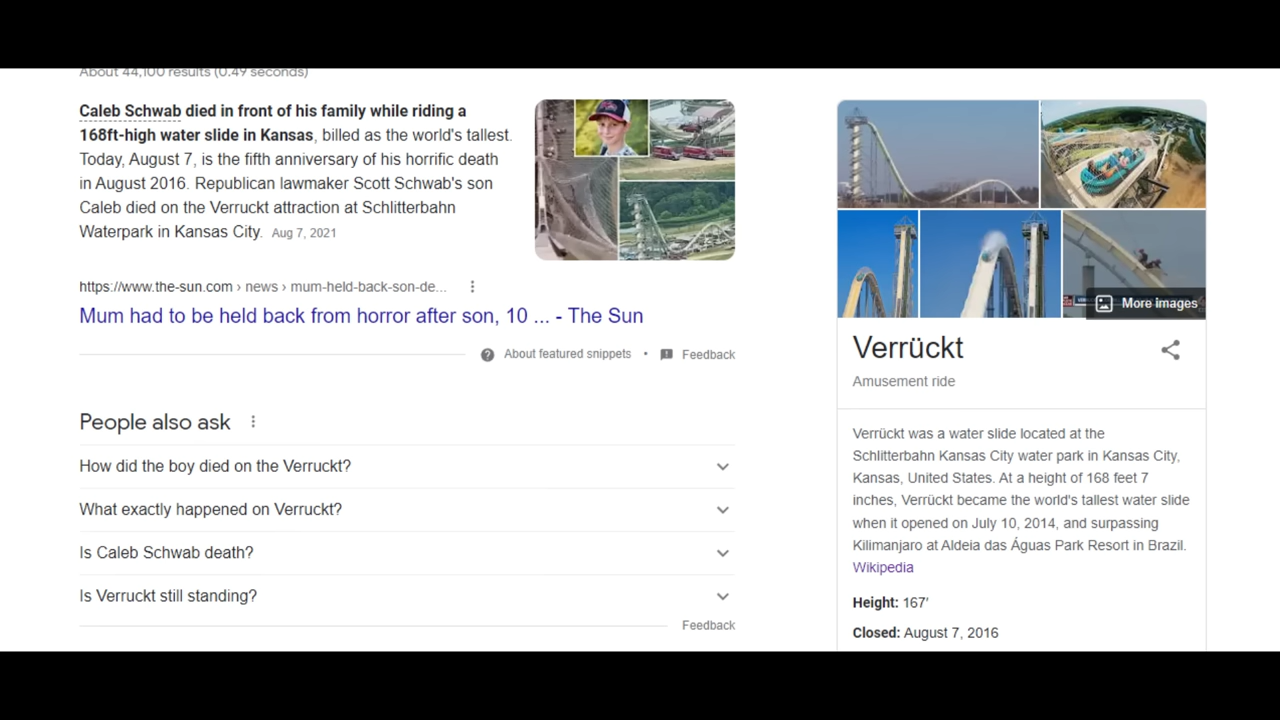 About 44,100 results (0.49 seconds)
Caleb Schwab died in front of his family while riding a
168ft-high water slide in Kansas, billed as the world's tallest.
Today, August 7, is the fifth anniversary of his horrific death
in August 2016. Republican lawmaker Scott Schwab's son
Caleb died on the Verruckt attraction at Schlitterbahn
Waterpark in Kansas City. Aug 7, 2021
https://www.the-sun.com › news › mum-held-back-son-de...
Mum had to be held back from horror after son, 10 ... - The Sun
About featured snippets • Feedback
People also ask
How did the boy died on the Verruckt?
What exactly happened on Verruckt?
Is Caleb Schwab death?
Is Verruckt still standing?
Feedback
More images
Verrückt
Amusement ride
Verrückt was a water slide located at the
Schlitterbahn Kansas City water park in Kansas City,
Kansas, United States. At a height of 168 feet 7
inches, Verrückt became the world's tallest water slide
when it opened on July 10, 2014, and surpassing
Kilimanjaro at Aldeia das Águas Park Resort in Brazil.
Wikipedia
Height: 167′
Closed: August 7, 2016